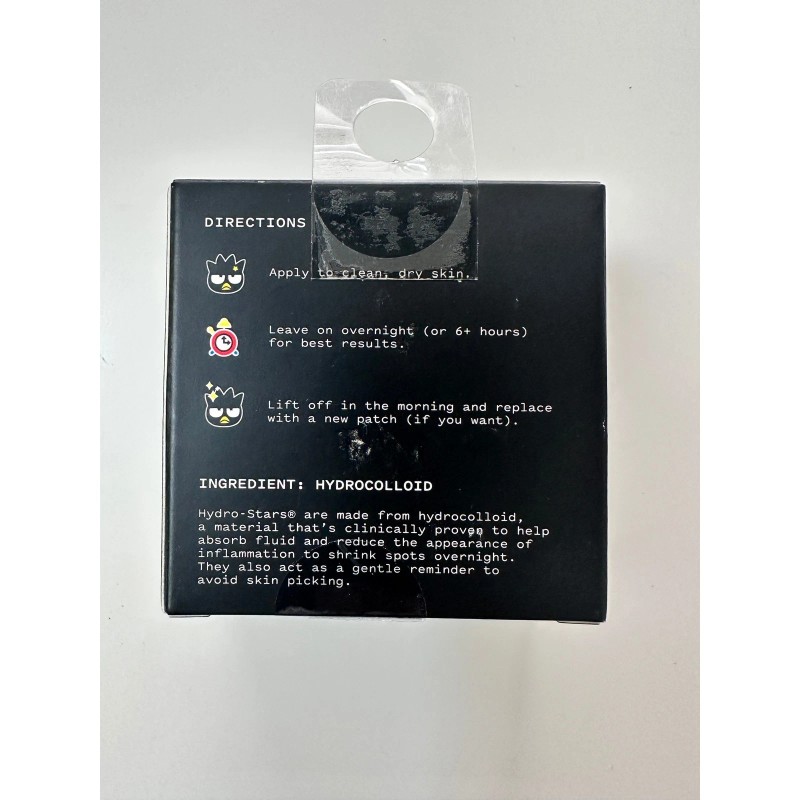 DIRECTIONS
Apply to clean, dry skin.
Leave on overnight (or 6+ hours)
for best results.
Lift off in the morning and replace
with a new patch (if you want).
INGREDIENT: HYDROCOLLOID
Hydro-Stars® are made from hydrocolloid,
a material that's clinically proven to help
absorb fluid and reduce the appearance of
inflammation to shrink spots overnight.
They also act as a gentle reminder to
avoid skin picking.